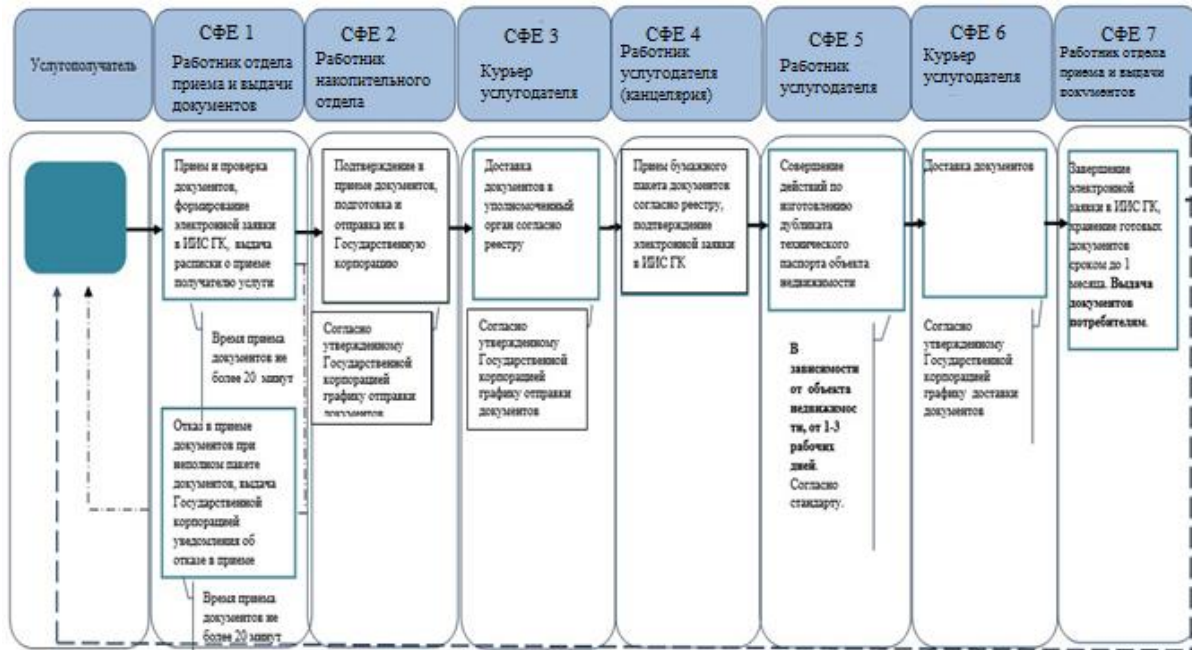 Услугополучатель
СФЕ 1
Работник отдела
приема и выдачи
документов
СФЕ 2
Работник
накопительного
отдела
СФЕ 3
Курьер
услугодателя
СФЕ 4
Работник
услугодателя
(канцелярия)
СФЕ 5
Работник
услугодателя
СФЕ 6
Курьер
услугодателя
СФЕ 7
Работник отдела
приема и выдачи
документов
Прием и проверка
документов,
формирование
электронной заявки
в ИИС ГК, выдача
расписки о приеме
получателю услуги
Время приема
документов не
более 20 минут
Отказ в приеме
документов при
неполном пакете
документов, выдача
Государственной
корпорацией
уведомления об
отказе в приеме
Время приема
документов не
более 20 минут
Подтверждение в
приеме документов,
подготовка и
отправка их в
Государственную
корпорацию
Согласно
утвержденному
Государственной
корпорацией
графику отправки
документов
Доставка
документов в
уполномоченный
орган согласно
реестру
Согласно
утвержденному
Государственной
корпорацией
графику отправки
документов
Прием бумажного
пакета документов
согласно реестру,
подтверждение
электронной заявки
в ИИС ГК
Совершение
действий по
изготовлению
дубликата
технического
паспорта объекта
недвижимости
В
зависимости
от объекта
недвижимос
ти, от 1-3
рабочих
дней.
Согласно
стандарту.
Доставка документов
Согласно
утвержденному
Государственной
корпорацией
графику доставки
документов
Завершение
электронной
заявки в ИИС ГК,
хранение готовых
документов
сроком до 1
месяца. Выдача
документов
потребителям.